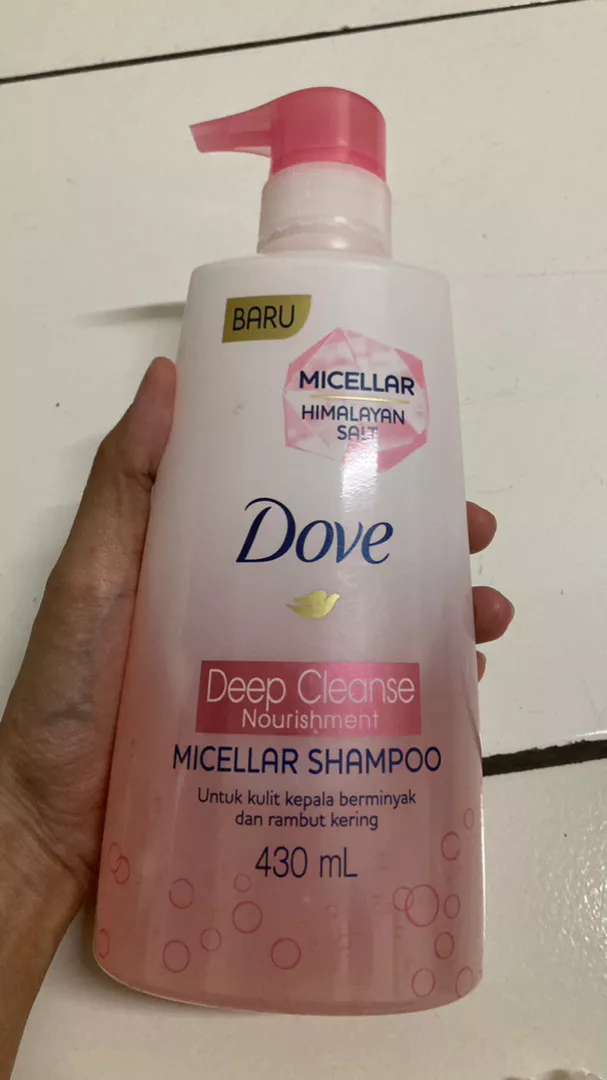 BARU
MICELLAR
HIMALAYAN
SALT
Dove
Deep Cleanse
Nourishment
MICELLAR SHAMPOO
Untuk kulit kepala berminyak
dan rambut kering
430 mL